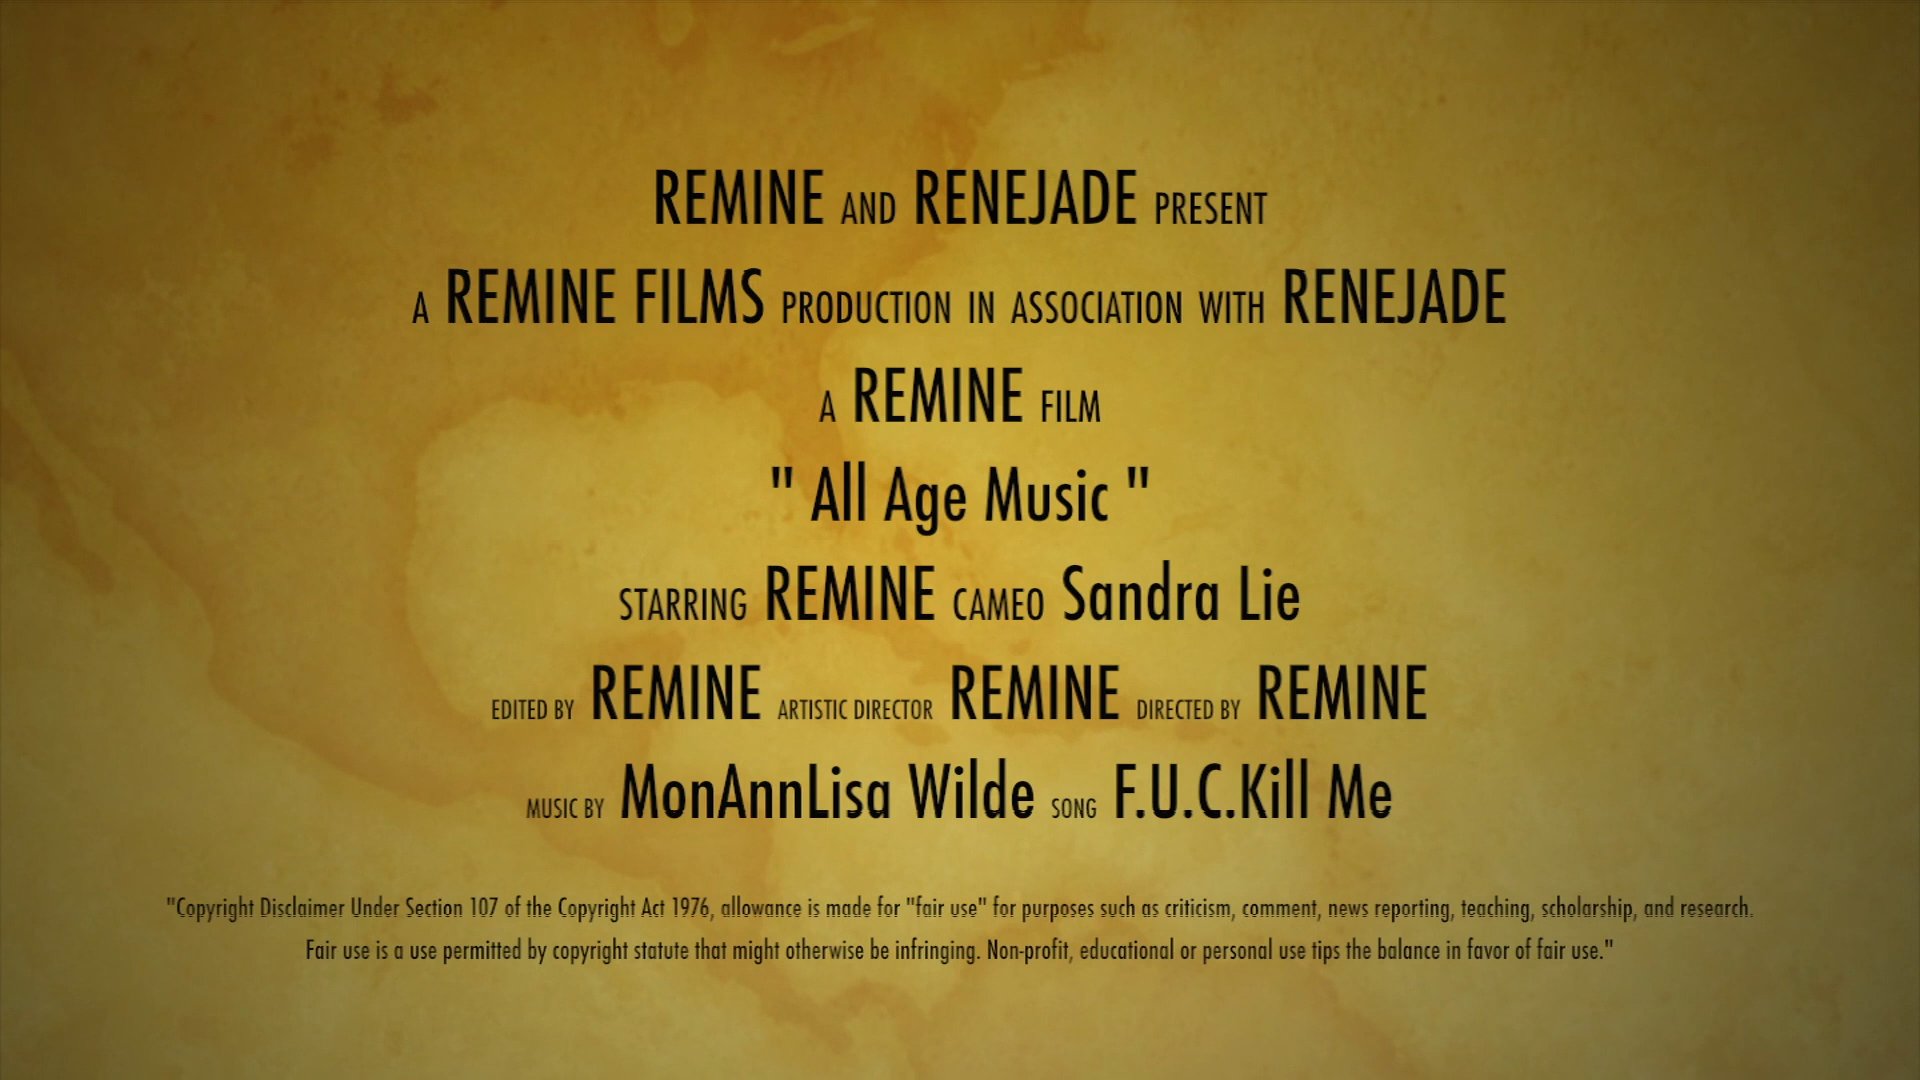 REMINE AND RENEJADE PRESENT
A REMINE FILMS PRODUCTION IN ASSOCIATION WITH RENEJADE
A REMINE FILM
" All Age Music "
STARRING REMINE CAMEO Sandra Lie
EDITED BY REMINE ARTISTIC DIRECTOR REMINE DIRECTED BY REMINE
MUSIC BY MonAnnLisa Wilde SONG F.U.C.Kill Me
"Copyright Disclaimer Under Section 107 of the Copyright Act 1976, allowance is made for "fair use" for purposes such as criticism, comment, news reporting, teaching, scholarship, and research.
Fair use is a use permitted by copyright statute that might otherwise be infringing. Non-profit, educational or personal use tips the balance in favor of fair use."